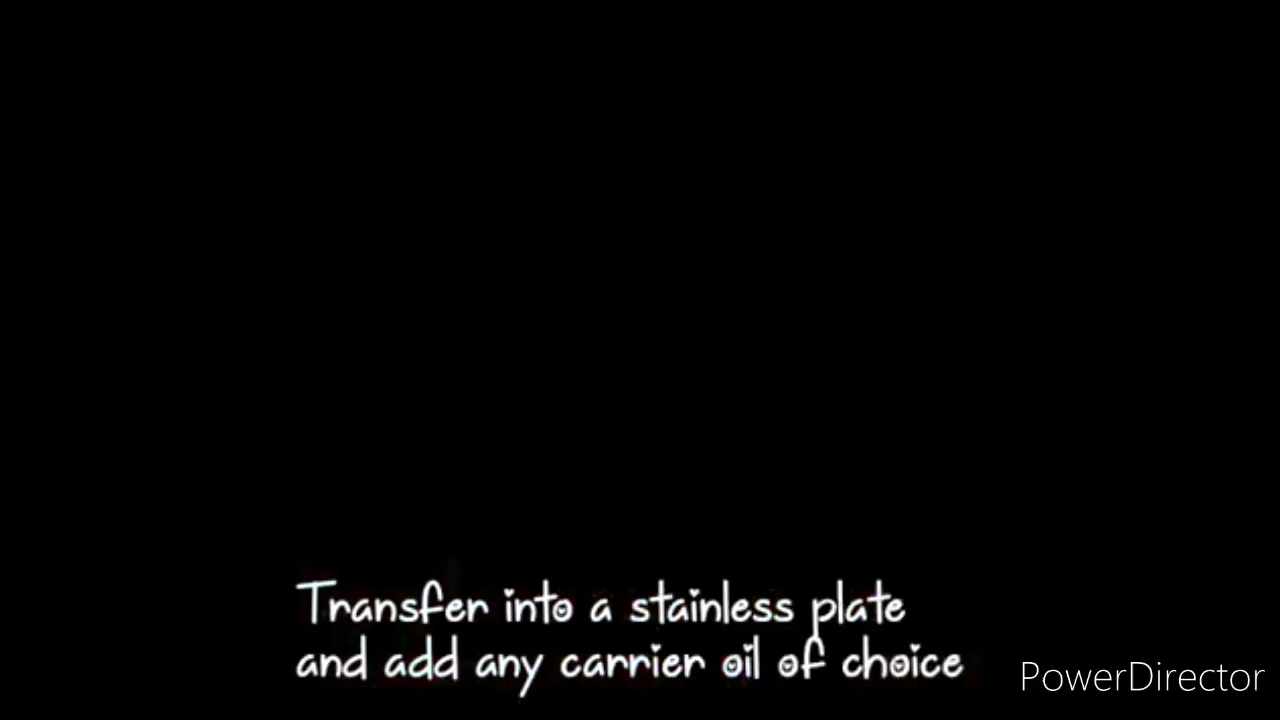 Transfer into a stainless plate
and add any carrier oil of choice
PowerDirector